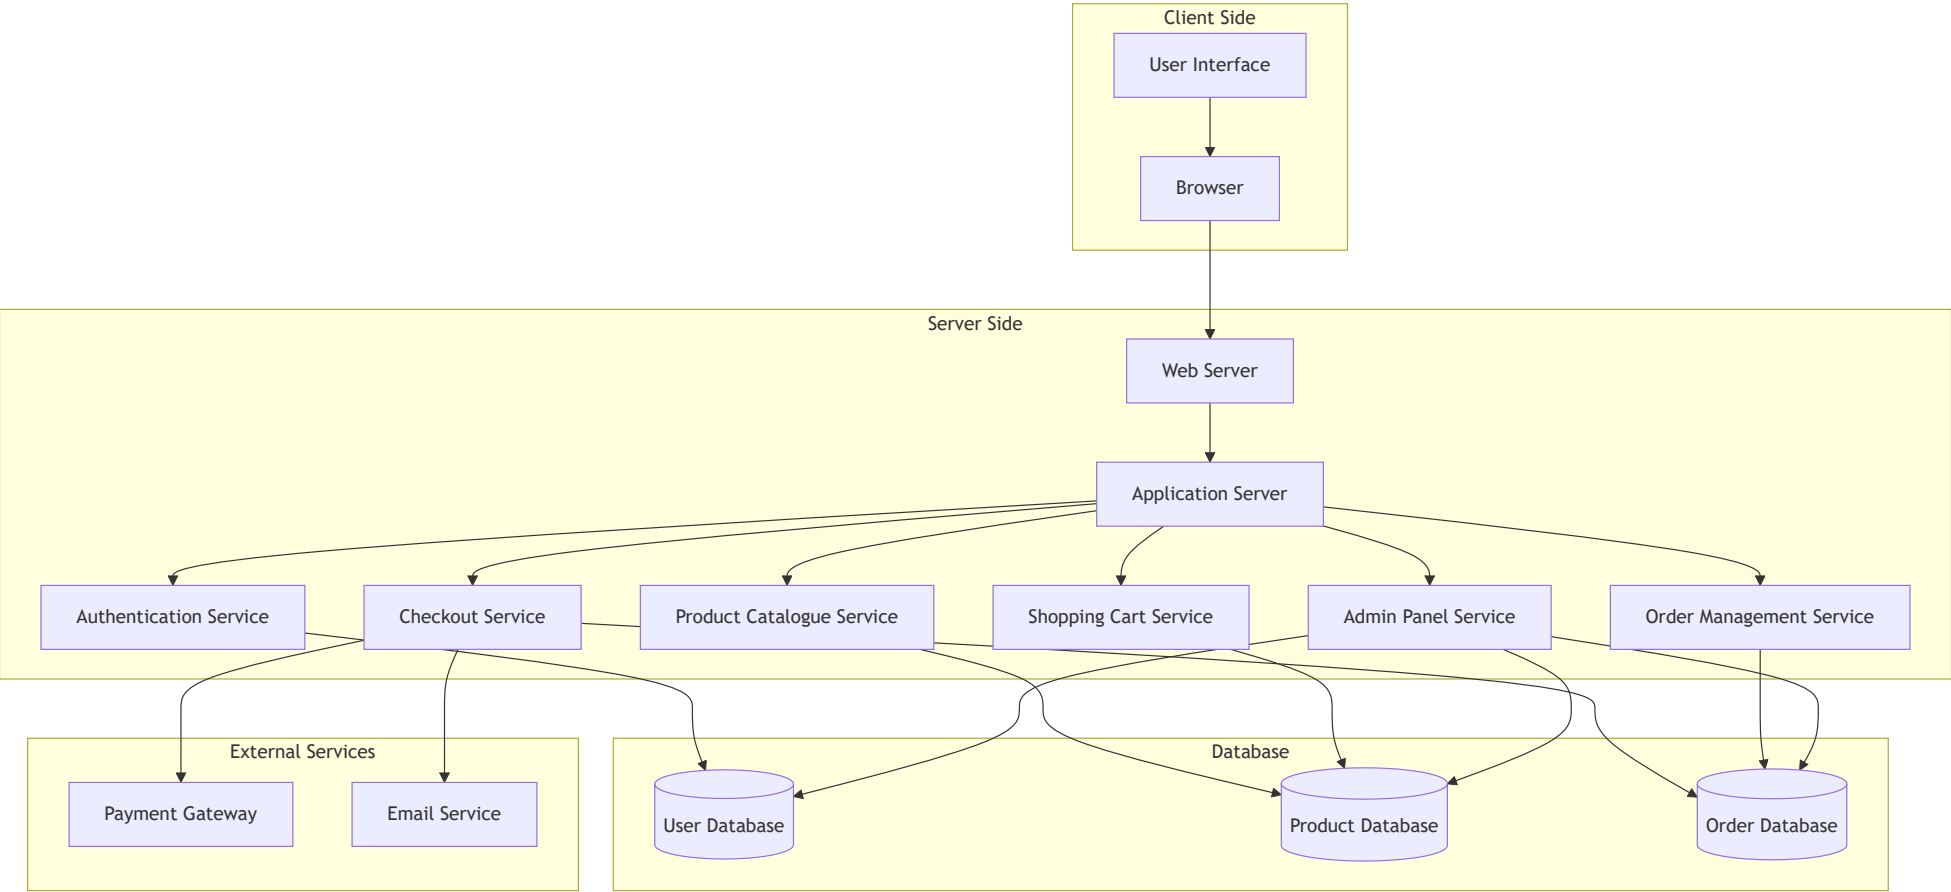 Client Side
User Interface
Browser
Server Side
Web Server
Application Server
Authentication Service
Checkout Service
Product Catalogue Service
Shopping Cart Service
Admin Panel Service
Order Management Service
External Services
Database
Payment Gateway
Email Service
User Database
Product Database
Order Database